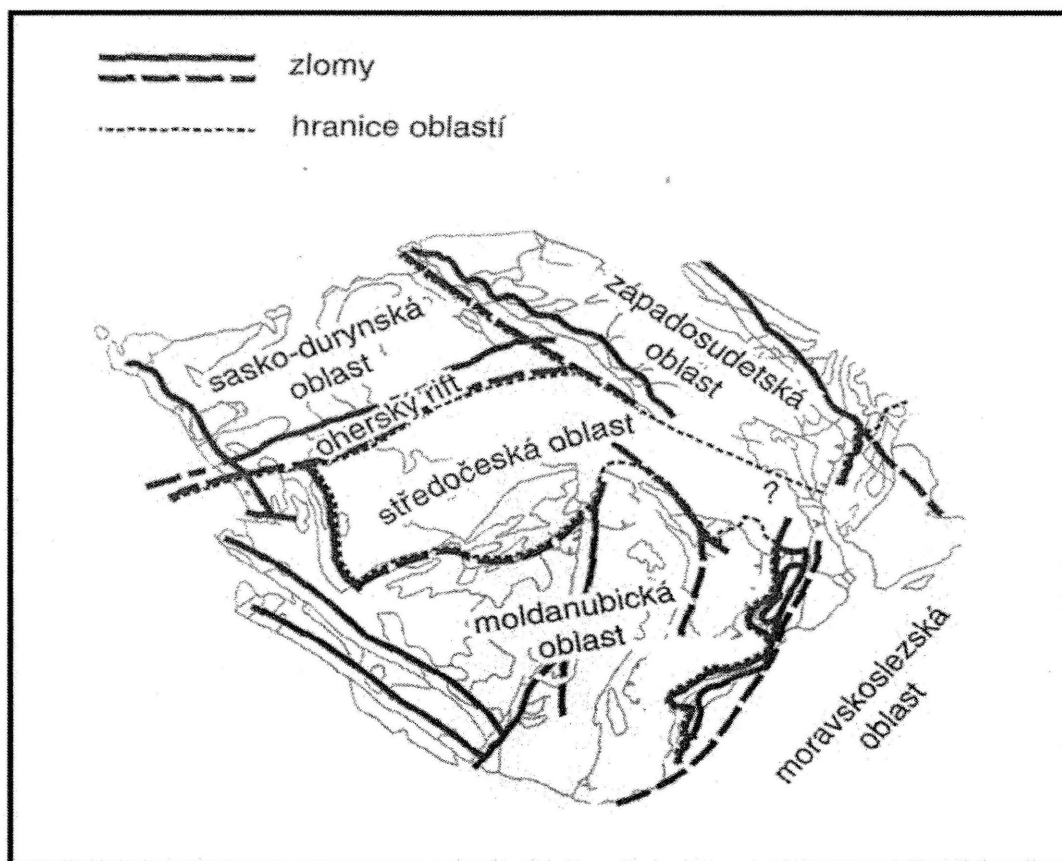 zlomy
hranice oblastí
sasko-durynská
oblast
západosudetská
oblast
oherský rift
středočeská oblast
?
moldanubická
oblast
moravskoslezská
oblast